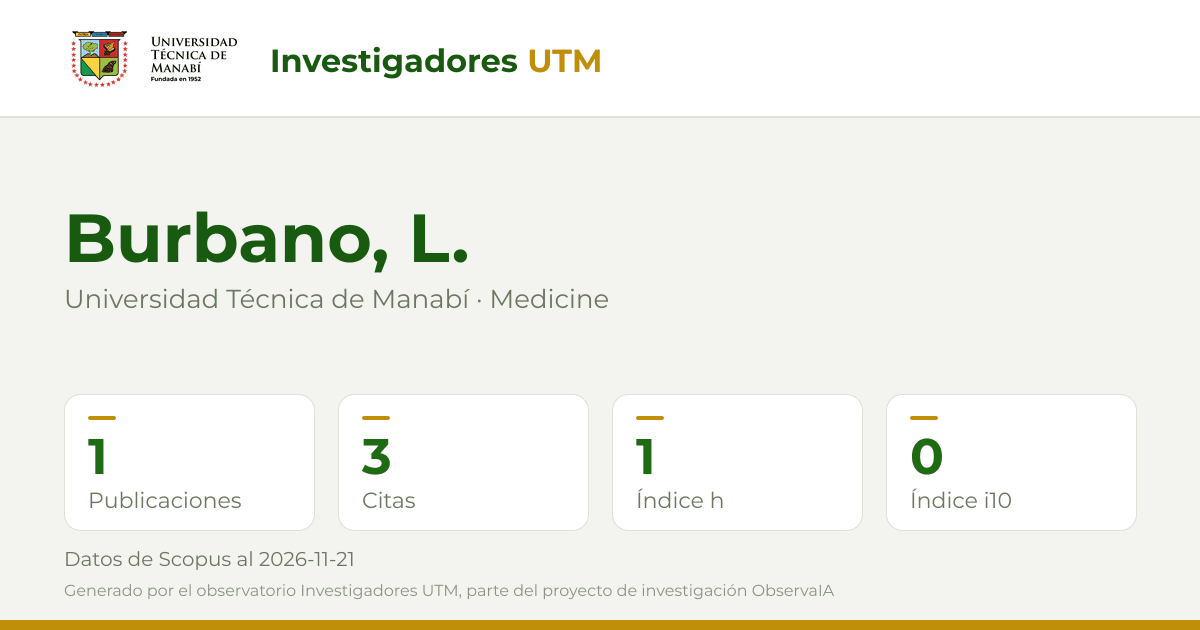 UNIVERSIDAD
TÉCNICA DE
MANABÍ
Fundada en 1952
Investigadores UTM
Burbano, L.
Universidad Técnica de Manabí · Medicine
1
Publicaciones
3
Citas
1
Índice h
0
Índice i10
Datos de Scopus al 2026-11-21
Generado por el observatorio Investigadores UTM, parte del proyecto de investigación ObservaIA